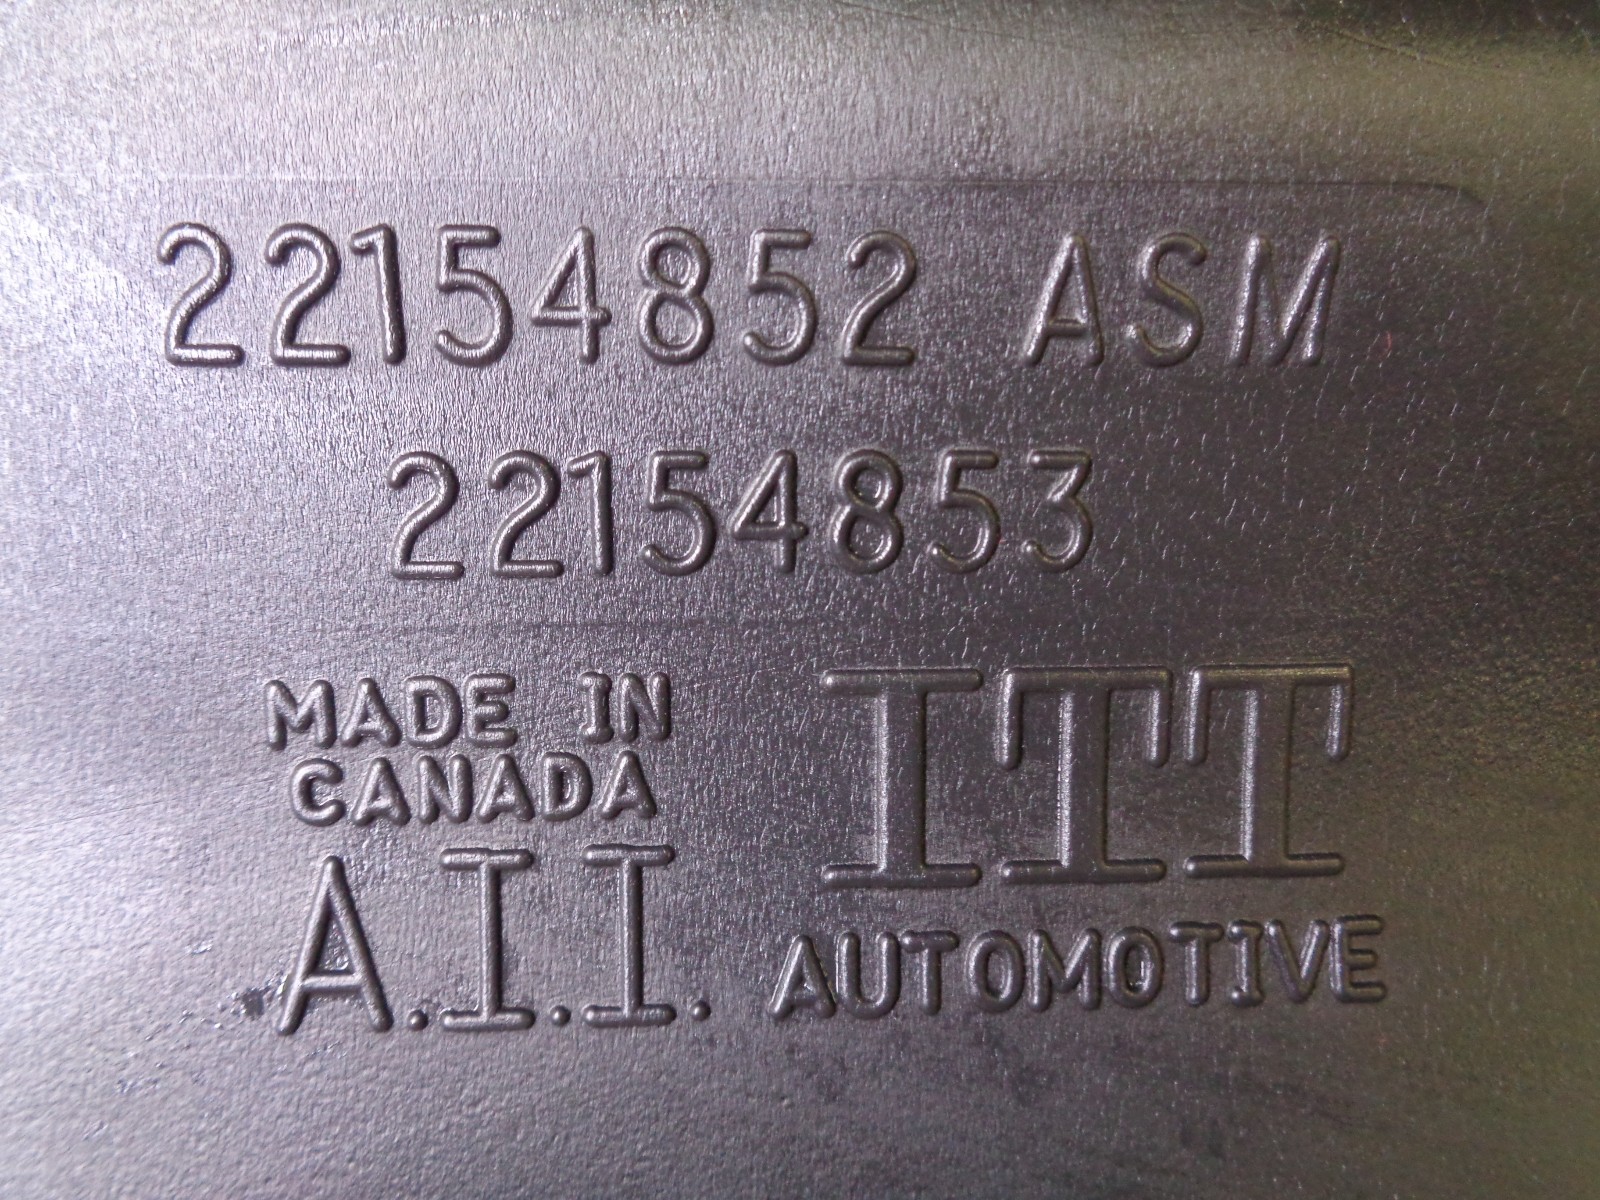 22154852 ASM
22154853
MADE IN
CANADA
A.I.I.
ITT
AUTOMOTIVE